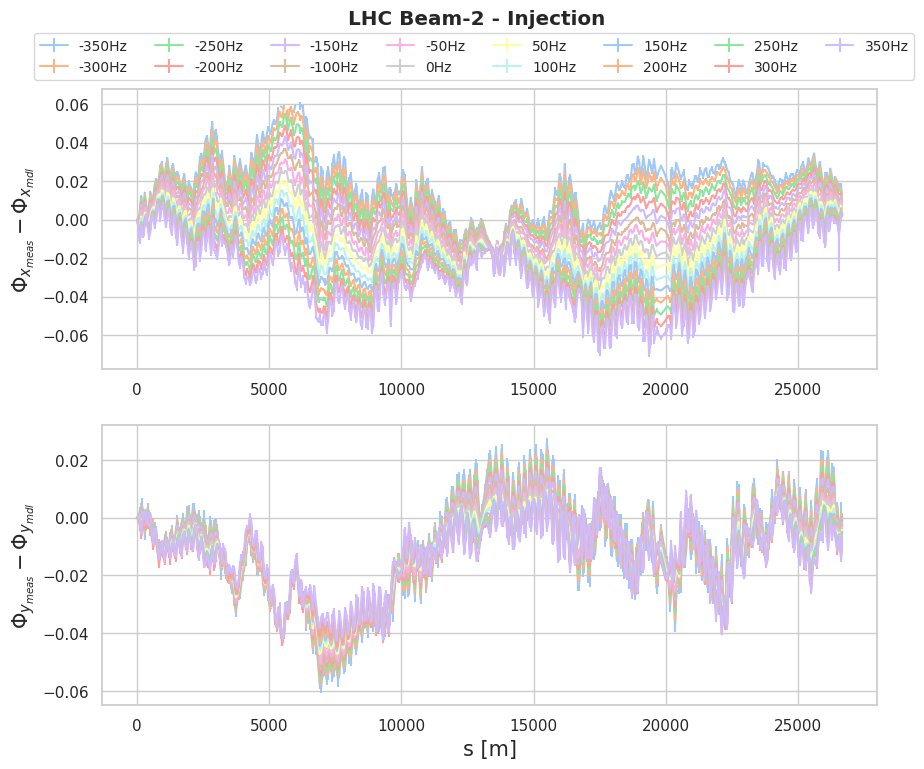 LHC Beam-2 - Injection
-350Hz -250Hz -150Hz -50Hz 50Hz 150Hz 250Hz 350Hz
-300Hz -200Hz -100Hz 0Hz 100Hz 200Hz 300Hz
0.06
0.04
0.02
0.00
−0.02
−0.04
−0.06
Φx_meas − Φx_mdl
0 5000 10000 15000 20000 25000
0.02
0.00
−0.02
−0.04
−0.06
Φy_meas − Φy_mdl
0 5000 10000 15000 20000 25000
s [m]